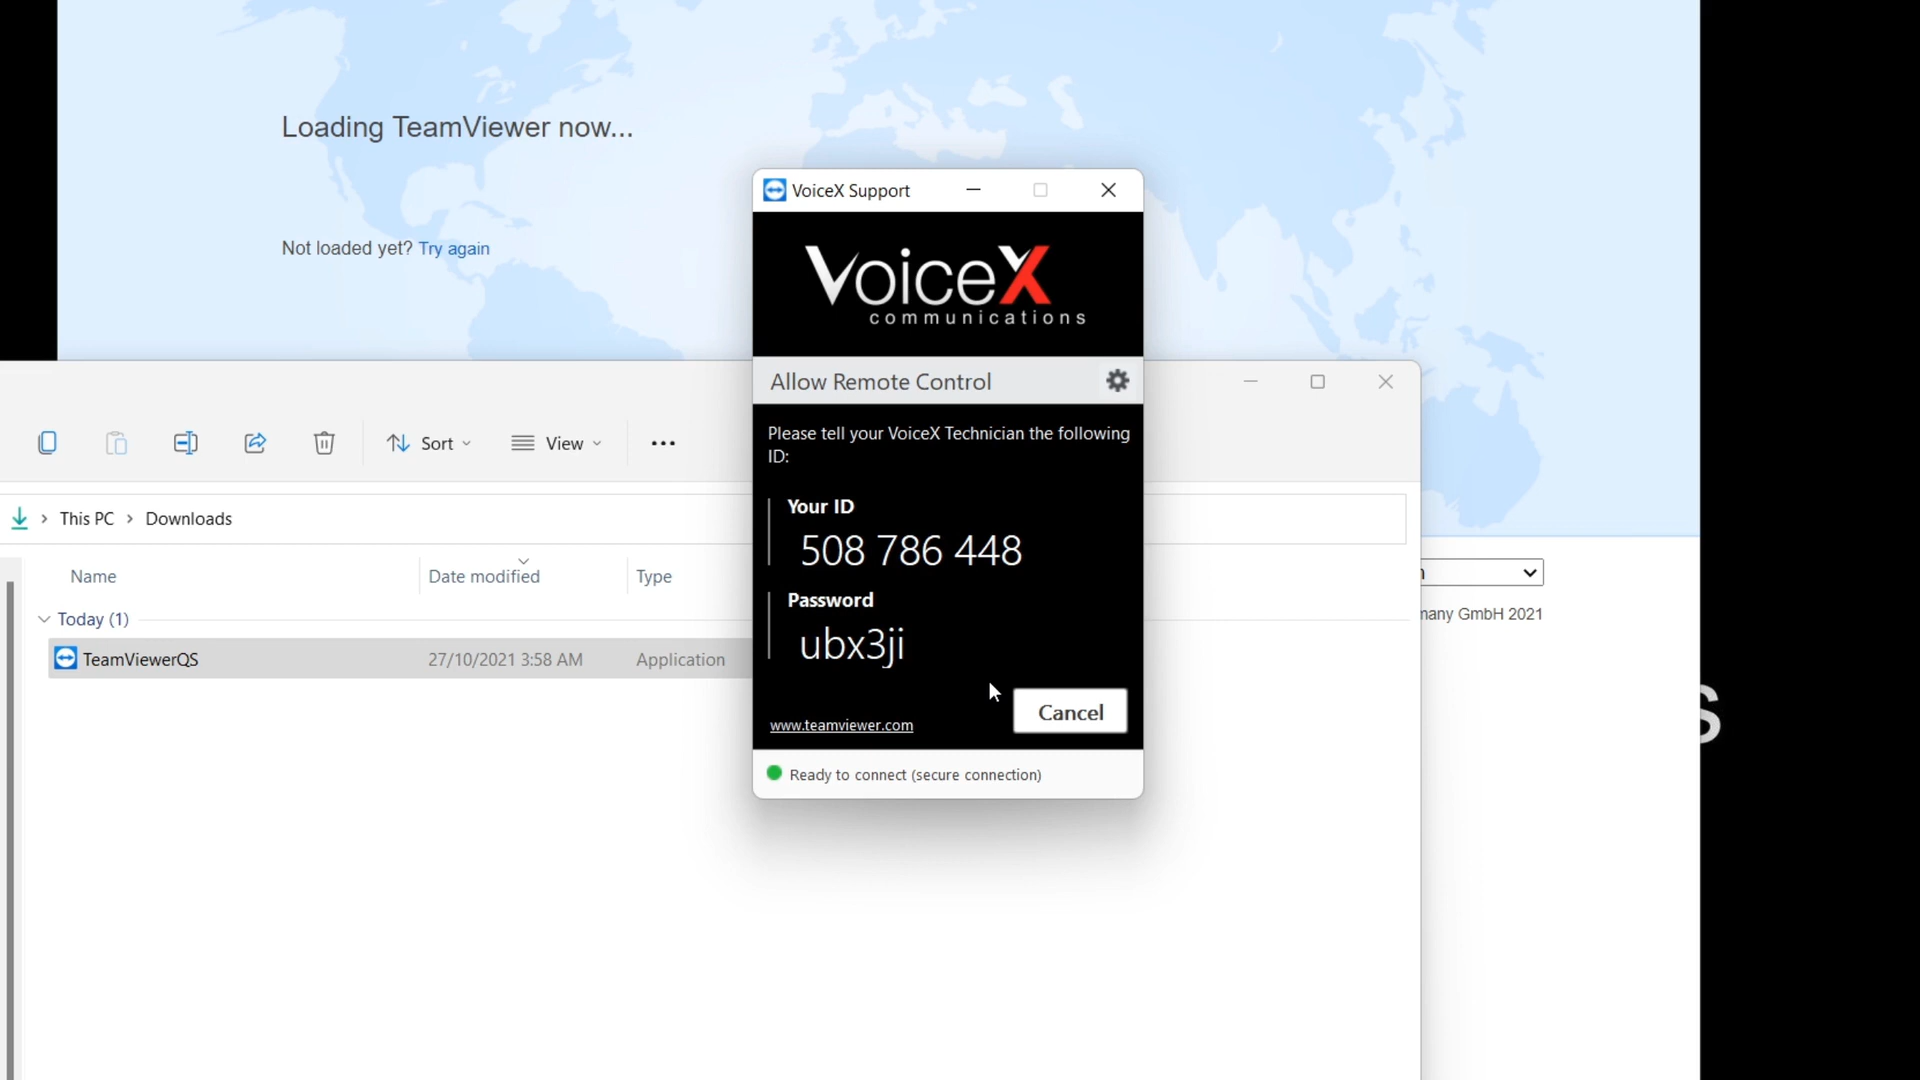 Loading TeamViewer now...
Not loaded yet? Try again
VoiceX Support
VoiceX
communications
Allow Remote Control
Please tell your VoiceX Technician the following
ID:
Your ID
508 786 448
Password
ubx3ji
www.teamviewer.com
Cancel
Ready to connect (secure connection)
Sort
View
This PC
Downloads
Name
Date modified
Type
Today (1)
TeamViewerQS
27/10/2021 3:58 AM
Application
GmbH 2021